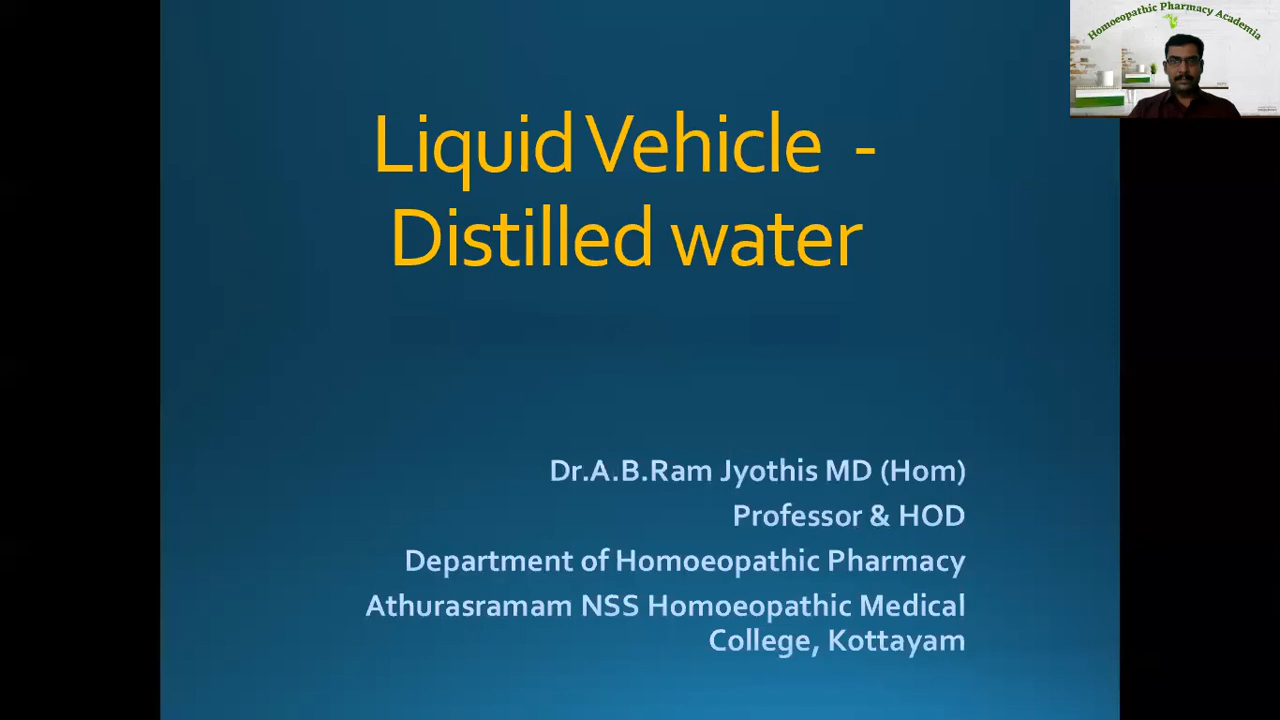 Homoeopathic Pharmacy Academia
Liquid Vehicle -
Distilled water
Dr.A.B.Ram Jyothis MD (Hom)
Professor & HOD
Department of Homoeopathic Pharmacy
Athurasramam NSS Homoeopathic Medical
College, Kottayam